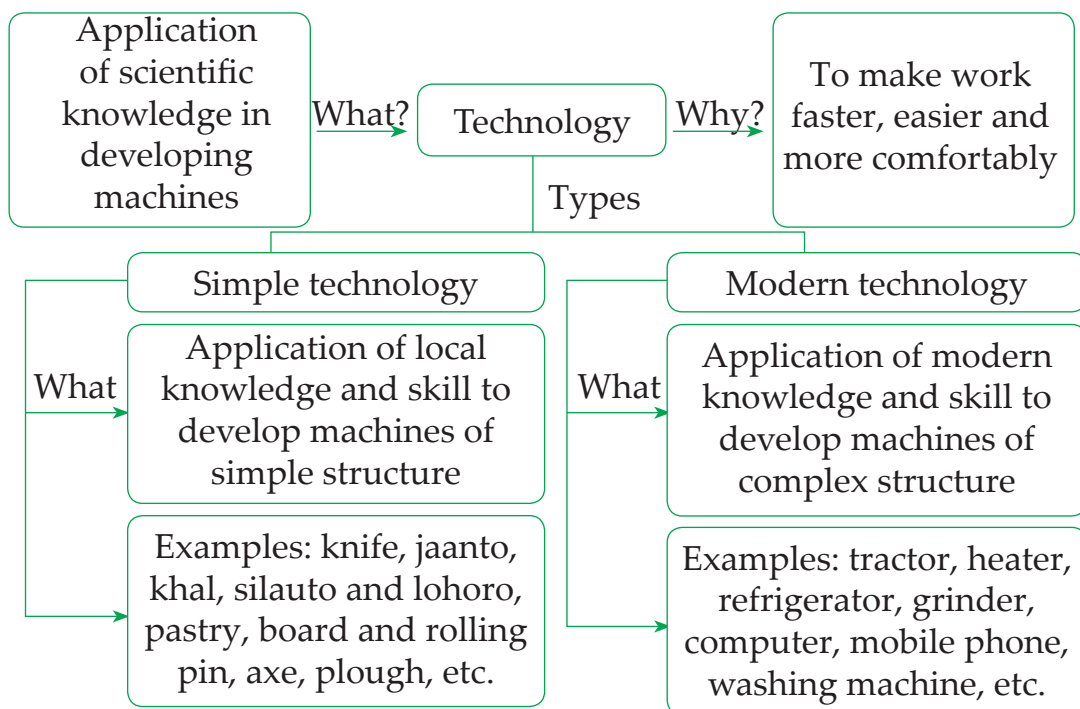 Application
of scientific
knowledge in
developing
machines
What?
Technology
Why?
To make work
faster, easier and
more comfortably
Types
Simple technology
What
Application of local
knowledge and skill to
develop machines of
simple structure
Examples: knife, jaanto,
khal, silauto and lohoro,
pastry, board and rolling
pin, axe, plough, etc.
Modern technology
What
Application of modern
knowledge and skill to
develop machines of
complex structure
Examples: tractor, heater,
refrigerator, grinder,
computer, mobile phone,
washing machine, etc.